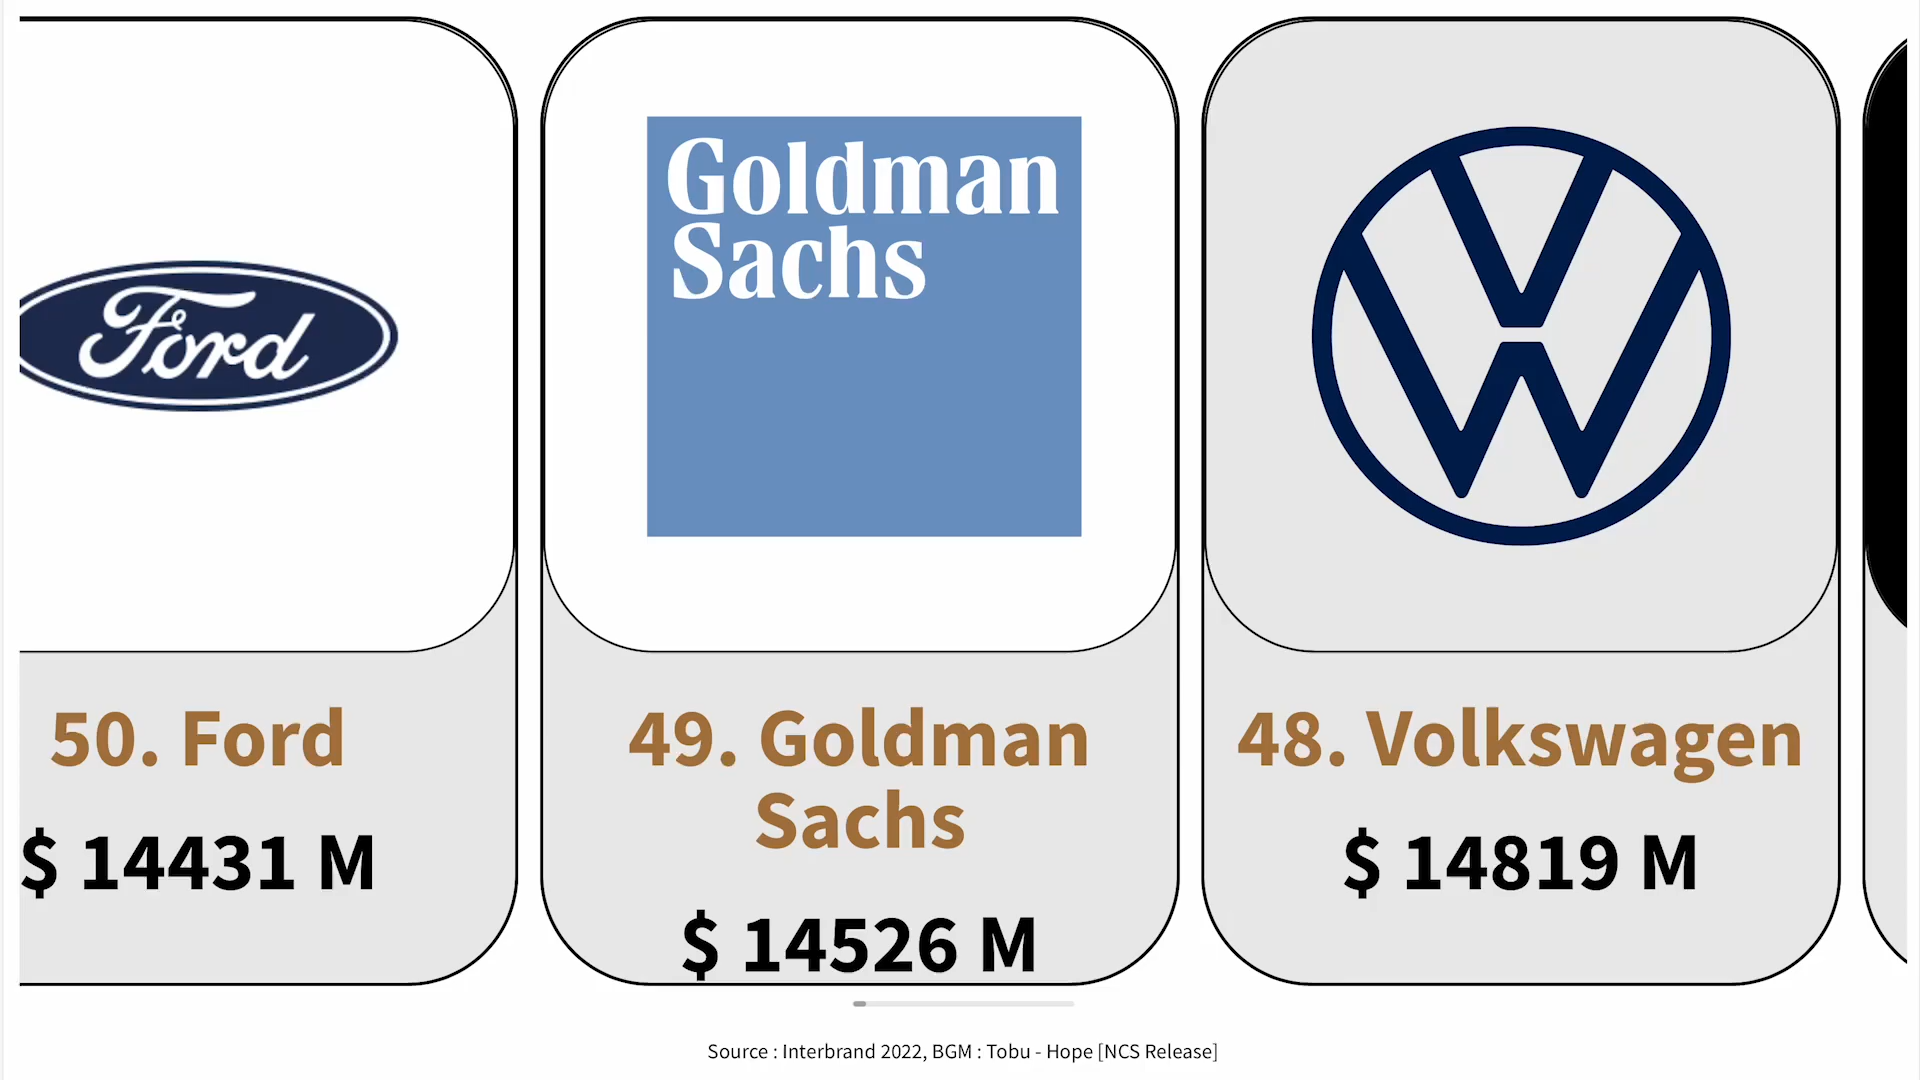 Ford
50. Ford
$ 14431 M
Goldman
Sachs
49. Goldman
Sachs
$ 14526 M
48. Volkswagen
$ 14819 M
Source : Interbrand 2022, BGM : Tobu - Hope [NCS Release]